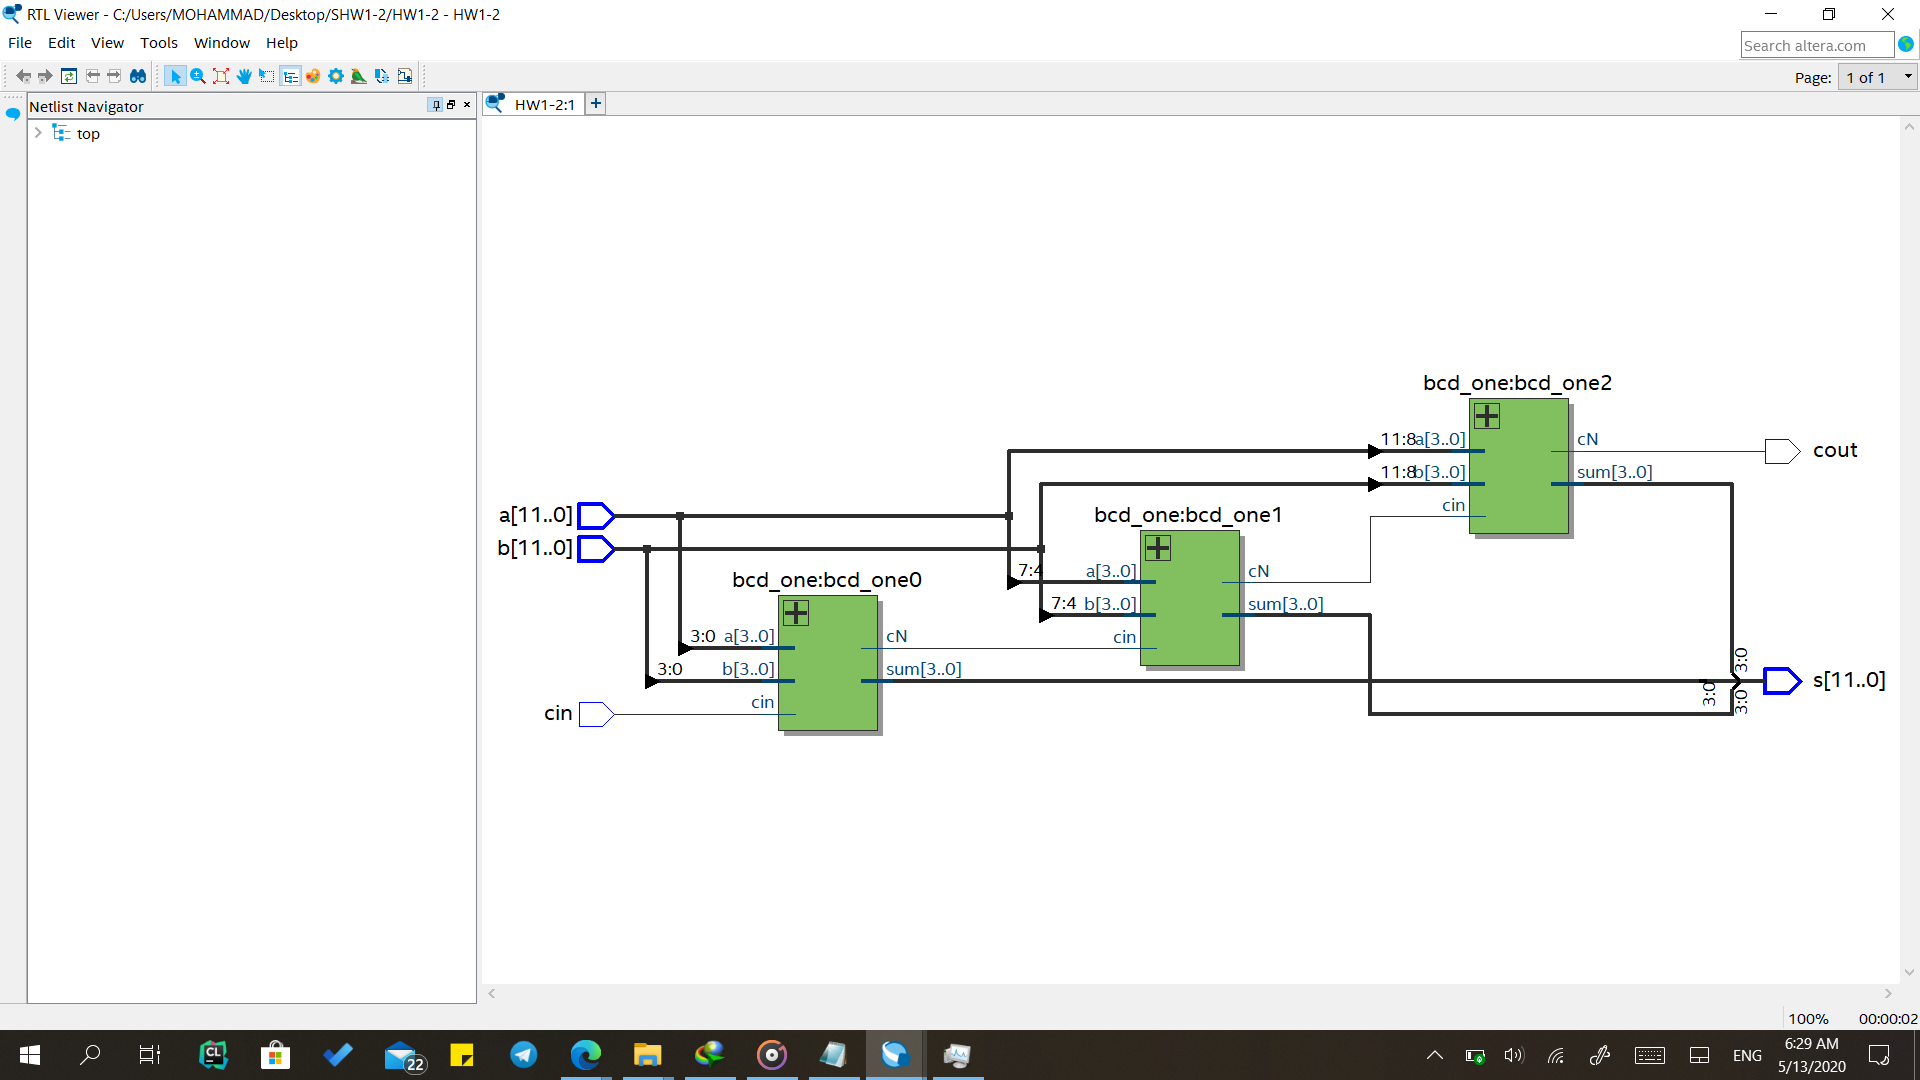 RTL Viewer - C:/Users/MOHAMMAD/Desktop/SHW1-2/HW1-2 - HW1-2
File Edit View Tools Window Help
Search altera.com
Page: 1 of 1
Netlist Navigator
HW1-2:1
top
bcd_one:bcd_one2
11:8 a[3..0] cN
cout
11:8 b[3..0] sum[3..0]
cin
a[11..0]
bcd_one:bcd_one1
b[11..0]
7:4 a[3..0] cN
bcd_one:bcd_one0
7:4 b[3..0] sum[3..0]
3:0 a[3..0] cN
cin
3:0 b[3..0] sum[3..0]
3:0
3:0
3:0
s[11..0]
cin
cin
100% 00:00:02
CL
22
ENG
6:29 AM
5/13/2020